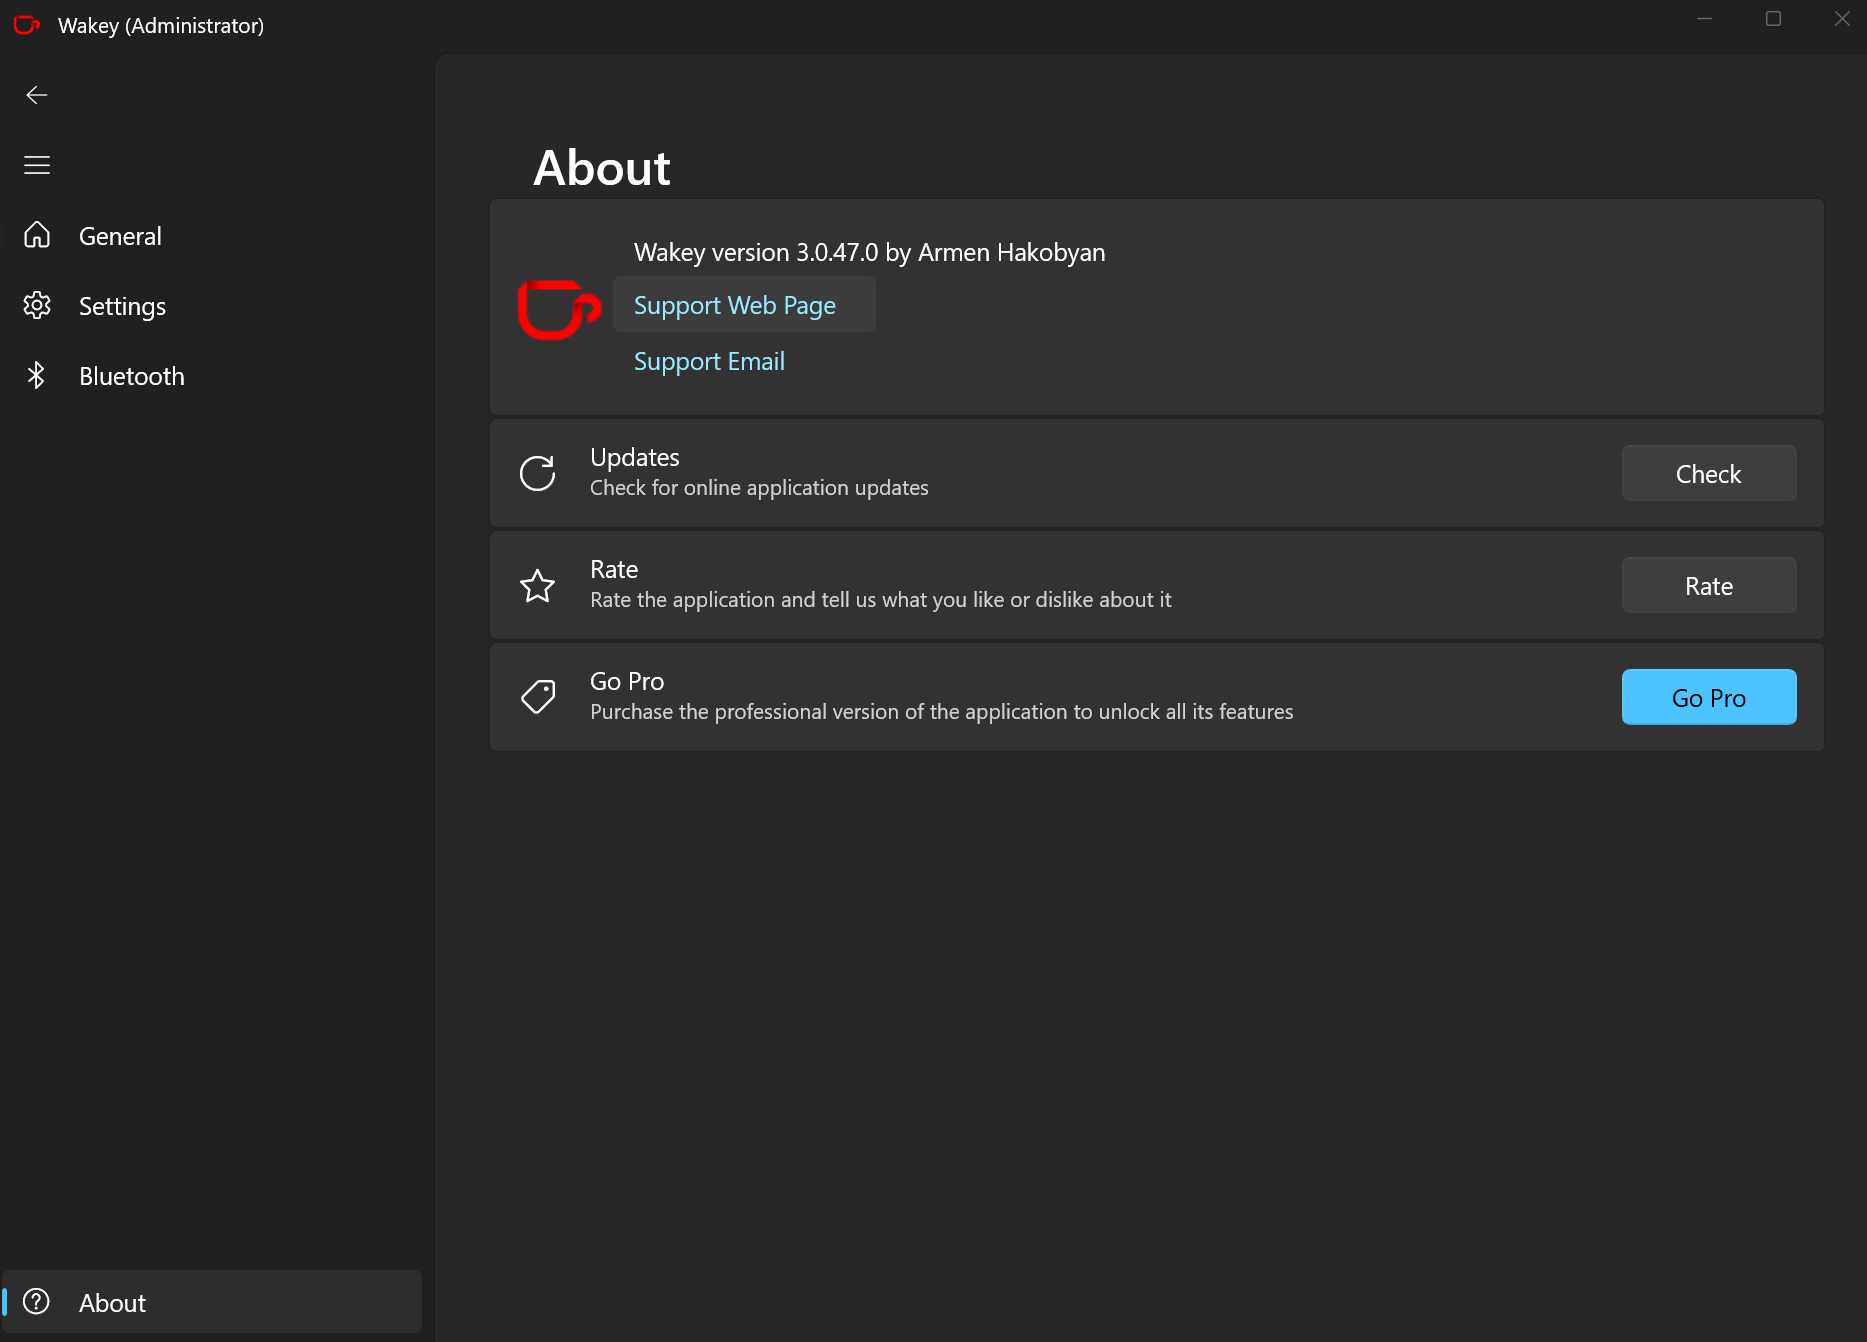 Wakey (Administrator)
General
Settings
Bluetooth
About
About
Wakey version 3.0.47.0 by Armen Hakobyan
Support Web Page
Support Email
Updates
Check for online application updates
Check
Rate
Rate the application and tell us what you like or dislike about it
Rate
Go Pro
Purchase the professional version of the application to unlock all its features
Go Pro